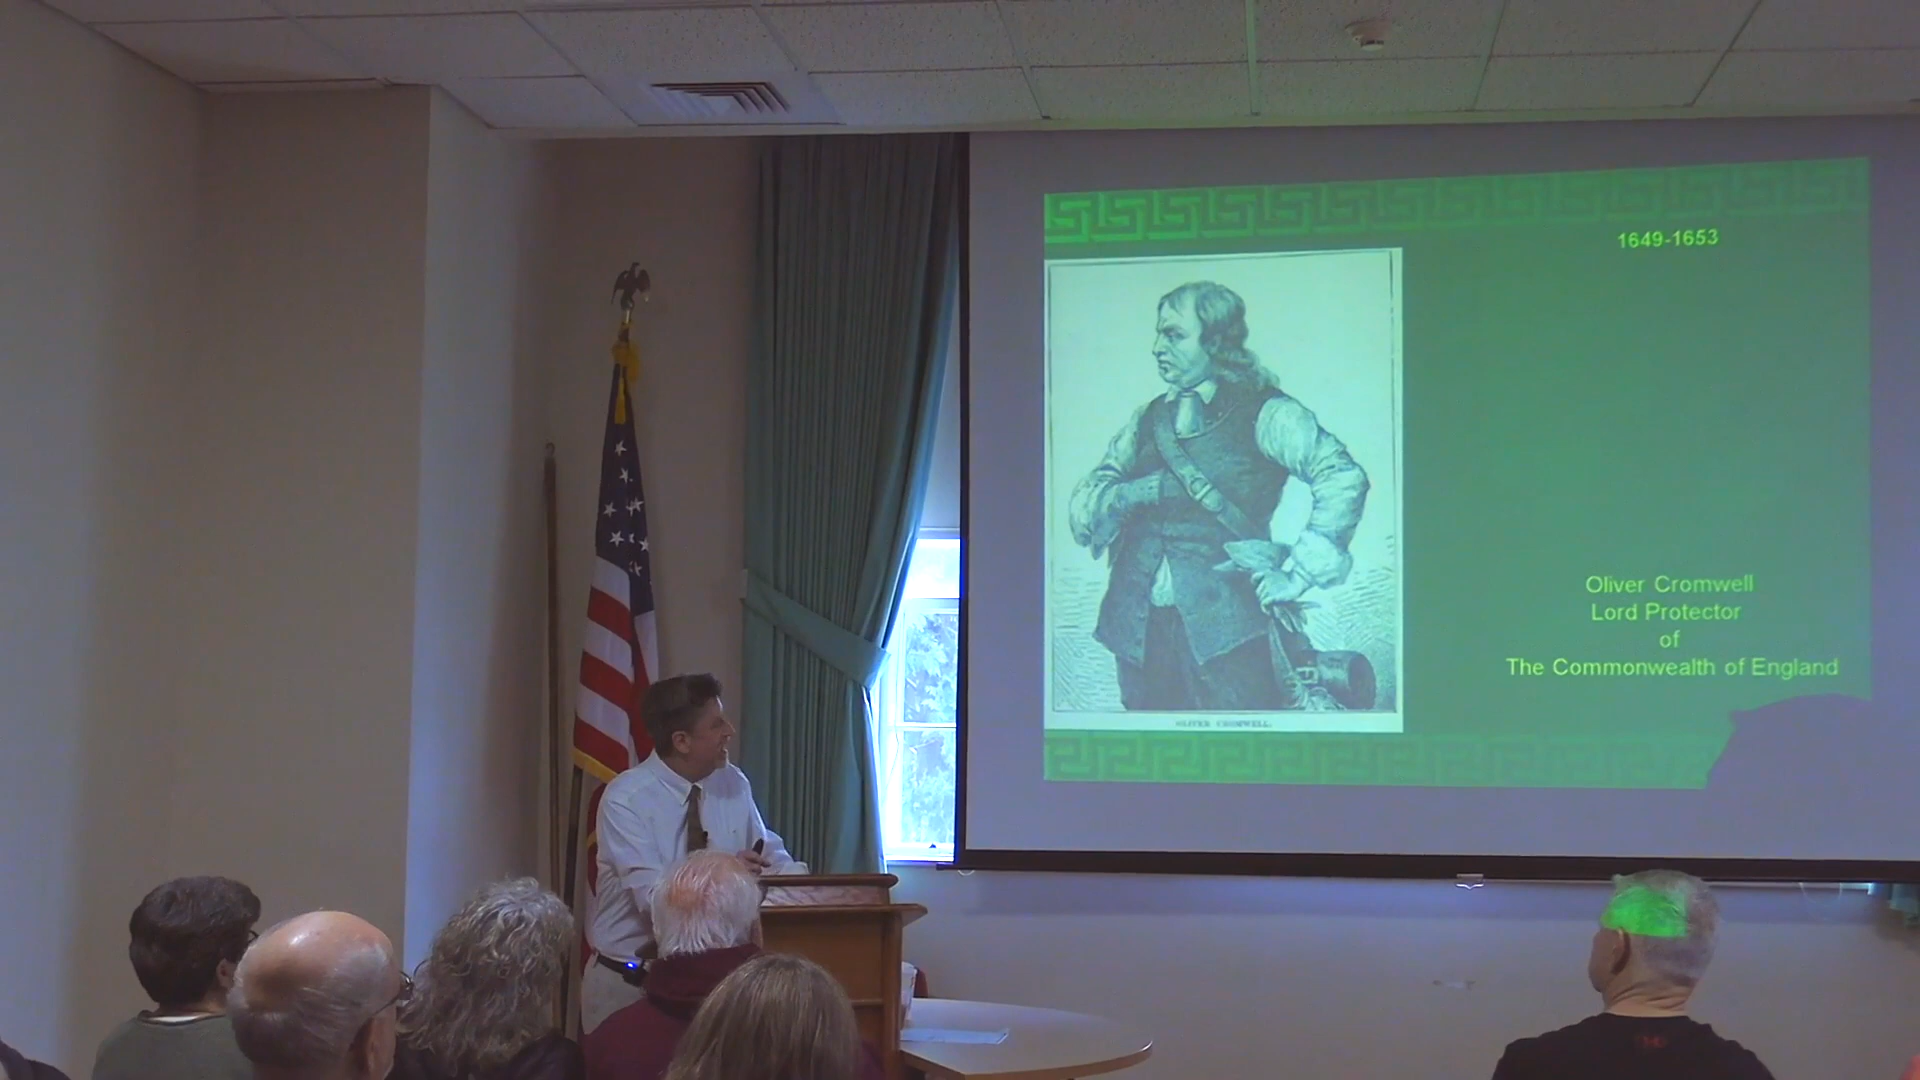 1649-1653
Oliver Cromwell
Lord Protector
of
The Commonwealth of England
OLIVER CROMWELL.